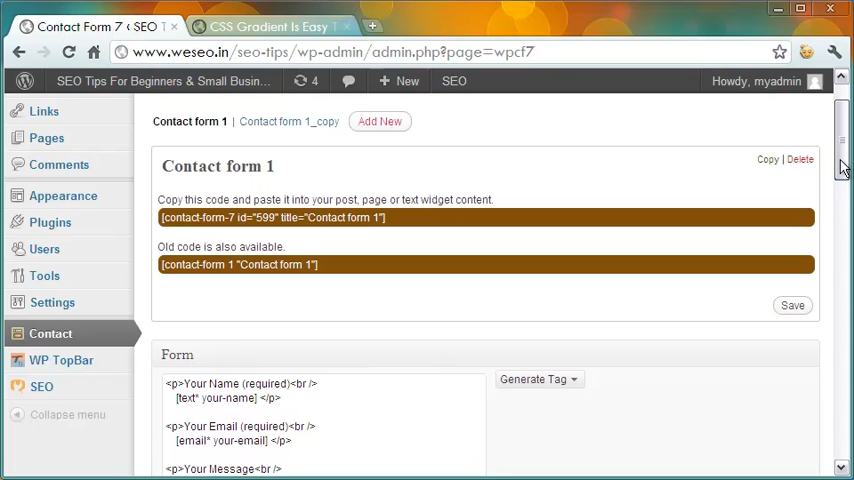 Contact Form 7 ‹ SEO T
CSS Gradient Is Easy T
www.weseo.in/seo-tips/wp-admin/admin.php?page=wpcf7
SEO Tips For Beginners & Small Busin... 4 New SEO Howdy, myadmin
Links
Pages
Comments
Appearance
Plugins
Users
Tools
Settings
Contact
WP TopBar
SEO
Collapse menu
Contact form 1 | Contact form 1_copy Add New
Contact form 1
Copy | Delete
Copy this code and paste it into your post, page or text widget content.
[contact-form-7 id="599" title="Contact form 1"]
Old code is also available.
[contact-form 1 "Contact form 1"]
Save
Form
<p>Your Name (required)<br />
[text* your-name] </p>
<p>Your Email (required)<br />
[email* your-email] </p>
<p>Your Message<br />
Generate Tag